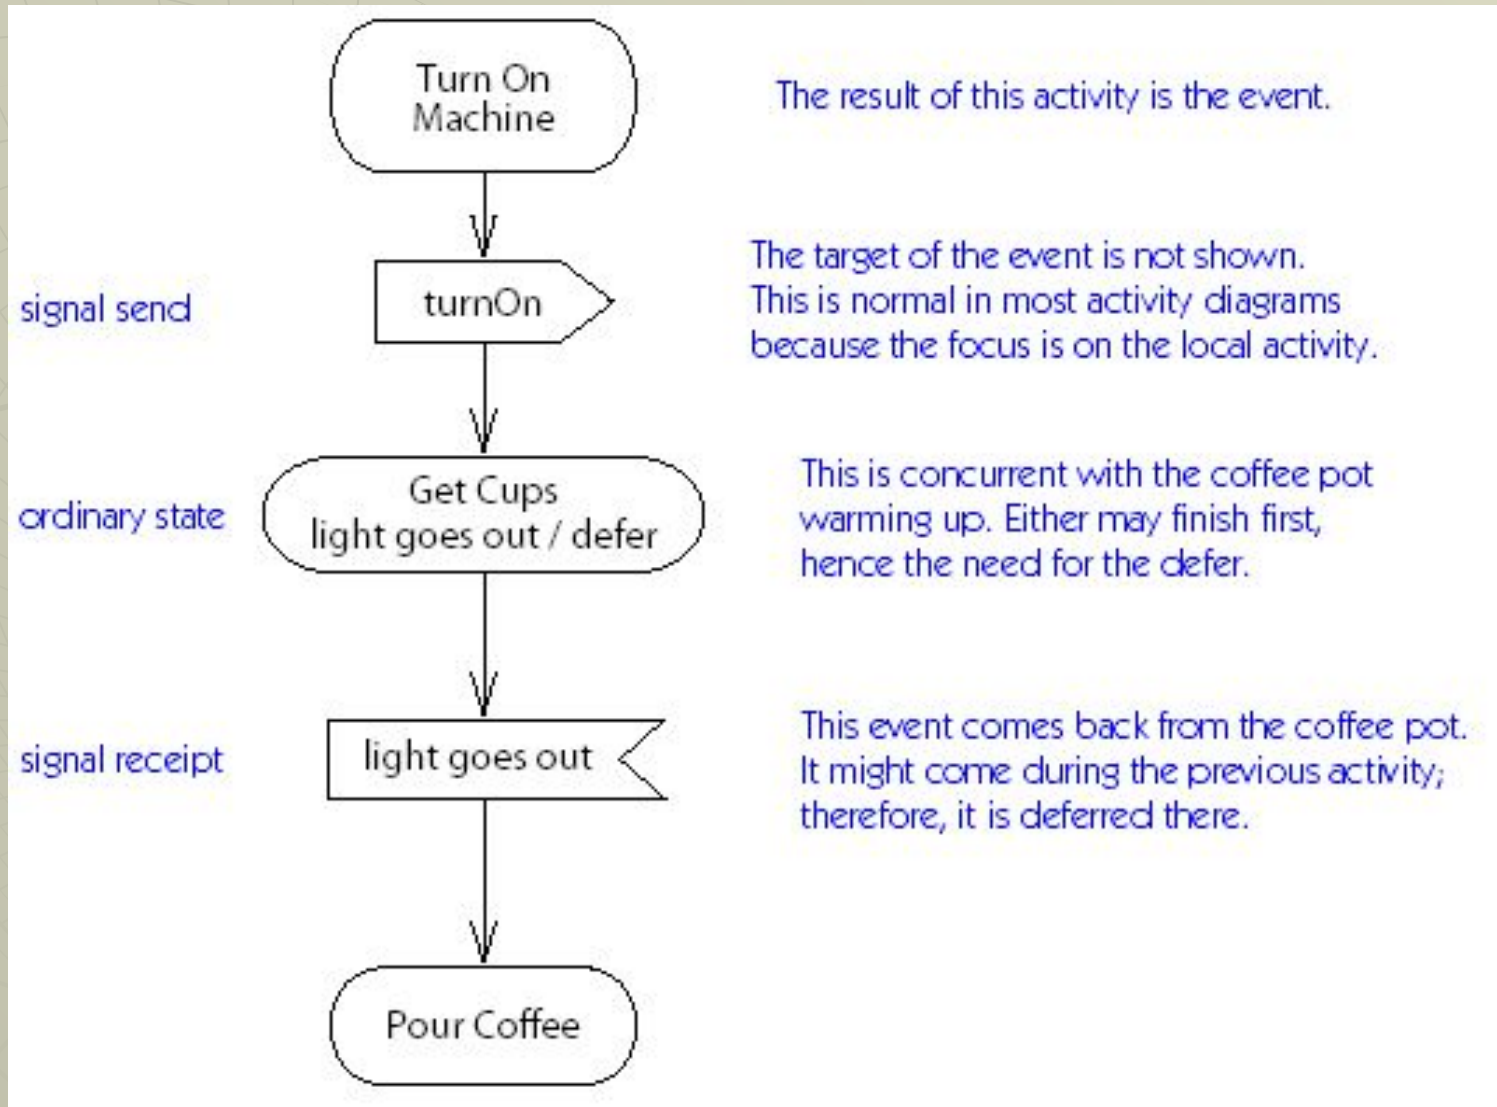 Turn On
Machine
The result of this activity is the event.
signal send
turnOn
The target of the event is not shown.
This is normal in most activity diagrams
because the focus is on the local activity.
ordinary state
Get Cups
light goes out / defer
This is concurrent with the coffee pot
warming up. Either may finish first,
hence the need for the defer.
signal receipt
light goes out
This event comes back from the coffee pot.
It might come during the previous activity;
therefore, it is deferred there.
Pour Coffee